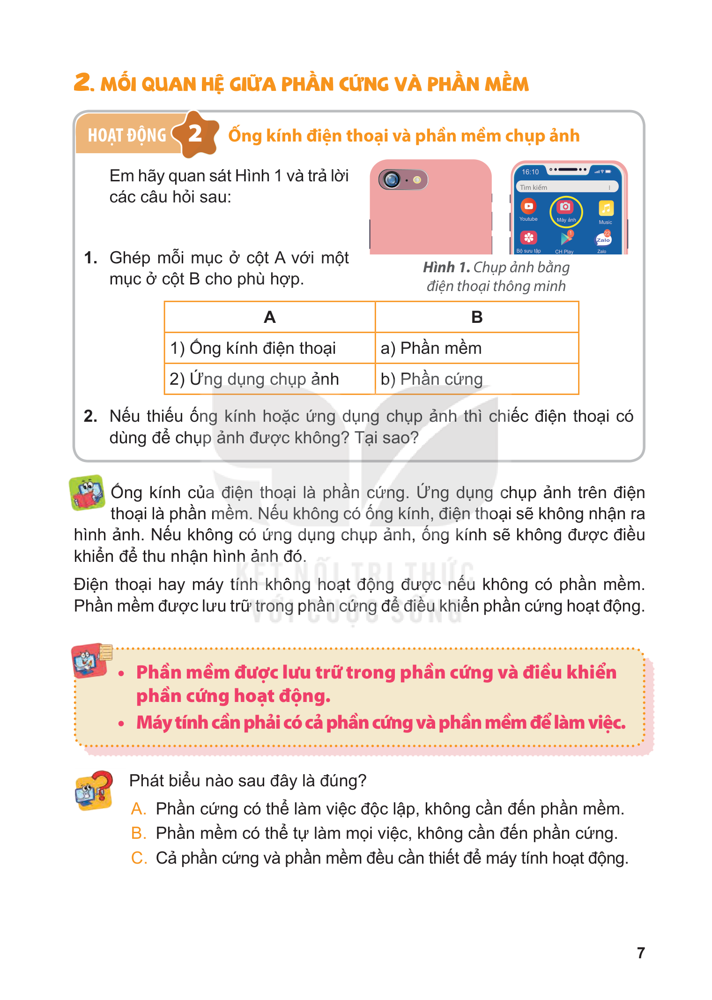 2. MỐI QUAN HỆ GIỮA PHẦN CỨNG VÀ PHẦN MỀM
HOẠT ĐỘNG 2 Ống kính điện thoại và phần mềm chụp ảnh
Em hãy quan sát Hình 1 và trả lời
các câu hỏi sau:
16:10
Tìm kiếm
Youtube
Máy ảnh
Music
1
22
Zalo
Bộ sưu tập
CH Play
Zalo
Hình 1. Chụp ảnh bằng
điện thoại thông minh
1. Ghép mỗi mục ở cột A với một
mục ở cột B cho phù hợp.
A B
1) Ống kính điện thoại a) Phần mềm
2) Ứng dụng chụp ảnh b) Phần cứng
2. Nếu thiếu ống kính hoặc ứng dụng chụp ảnh thì chiếc điện thoại có
dùng để chụp ảnh được không? Tại sao?
Ống kính của điện thoại là phần cứng. Ứng dụng chụp ảnh trên điện
thoại là phần mềm. Nếu không có ống kính, điện thoại sẽ không nhận ra
hình ảnh. Nếu không có ứng dụng chụp ảnh, ống kính sẽ không được điều
khiển để thu nhận hình ảnh đó.
KẾT NỐI TRI THỨC
Điện thoại hay máy tính không hoạt động được nếu không có phần mềm.
Phần mềm được lưu trữ trong phần cứng để điều khiển phần cứng hoạt động.
VỚI CUỘC SỐNG
• Phần mềm được lưu trữ trong phần cứng và điều khiển
phần cứng hoạt động.
• Máy tính cần phải có cả phần cứng và phần mềm để làm việc.
Phát biểu nào sau đây là đúng?
A. Phần cứng có thể làm việc độc lập, không cần đến phần mềm.
B. Phần mềm có thể tự làm mọi việc, không cần đến phần cứng.
C. Cả phần cứng và phần mềm đều cần thiết để máy tính hoạt động.
7